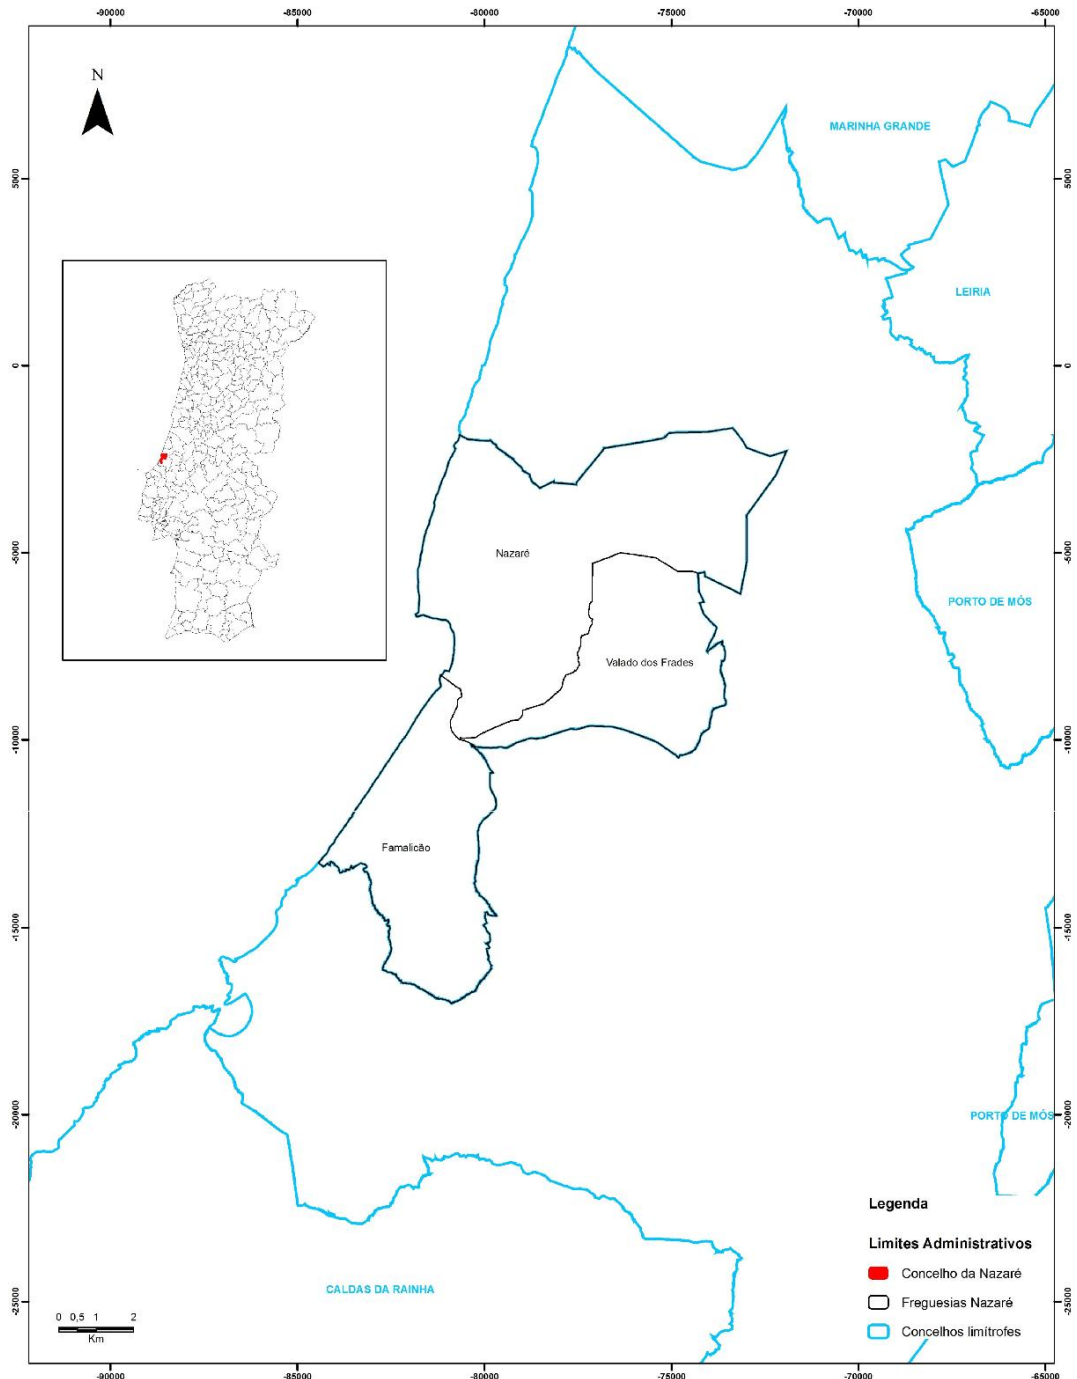 -90000 -85000 -80000 -75000 -70000 -65000
N
MARINHA GRANDE
5000 5000
LEIRIA
0 0
Nazaré
-5000 -5000
PORTO DE MÓS
Valado dos Frades
-10000 -10000
Famalicão
-15000 -15000
PORTO DE MÓS
-20000 -20000
Legenda
Limites Administrativos
Concelho da Nazaré
CALDAS DA RAINHA
-25000 -25000
Freguesias Nazaré
0 0,5 1 2
Concelhos limítrofes
Km
-90000 -85000 -80000 -75000 -70000 -65000